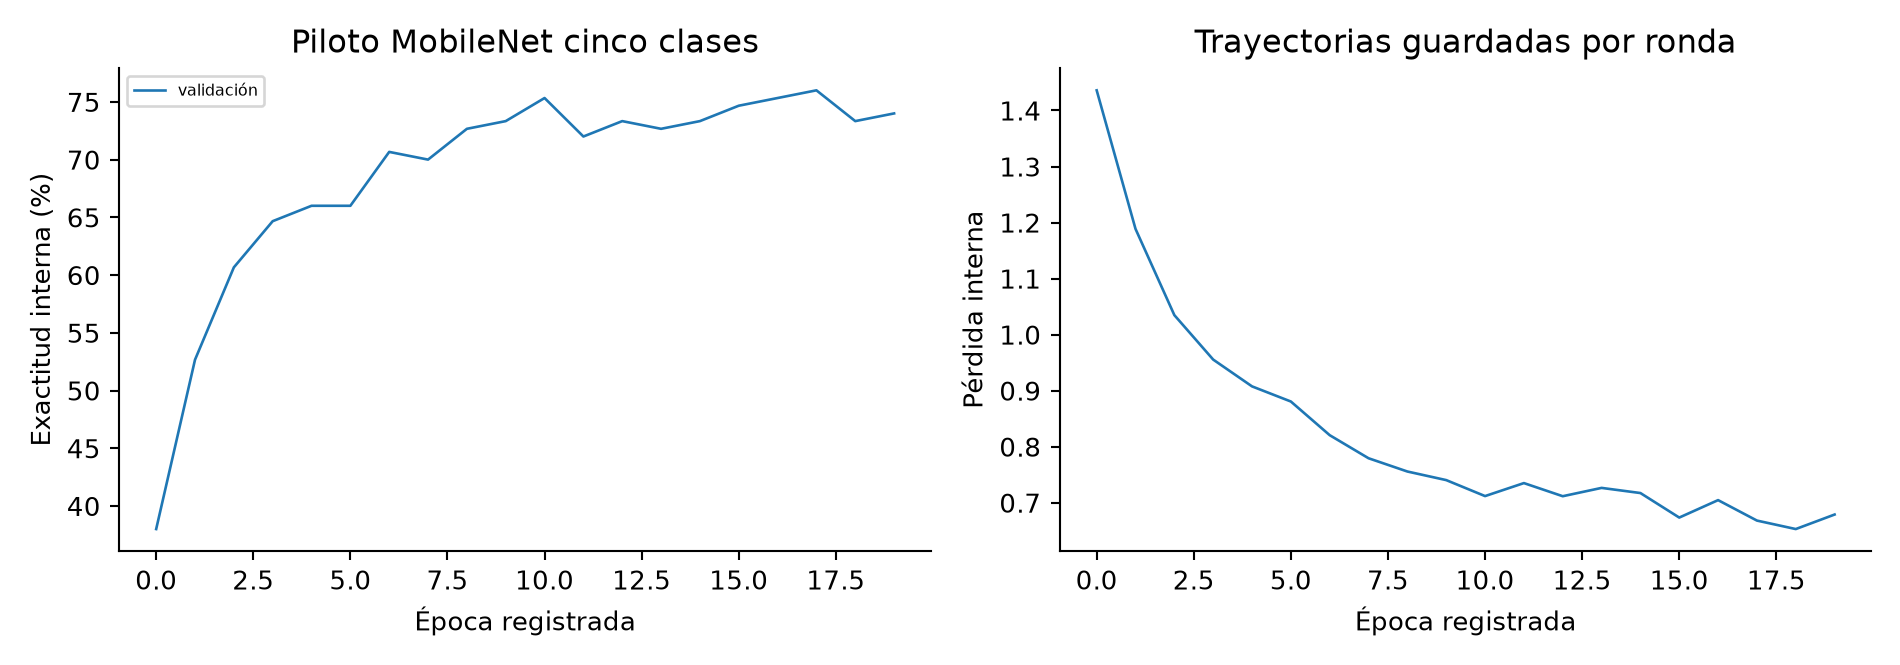 Piloto MobileNet cinco clases
validación
Exactitud interna (%)
75
70
65
60
55
50
45
40
0.0 2.5 5.0 7.5 10.0 12.5 15.0 17.5
Época registrada
Trayectorias guardadas por ronda
Pérdida interna
1.4
1.3
1.2
1.1
1.0
0.9
0.8
0.7
0.0 2.5 5.0 7.5 10.0 12.5 15.0 17.5
Época registrada